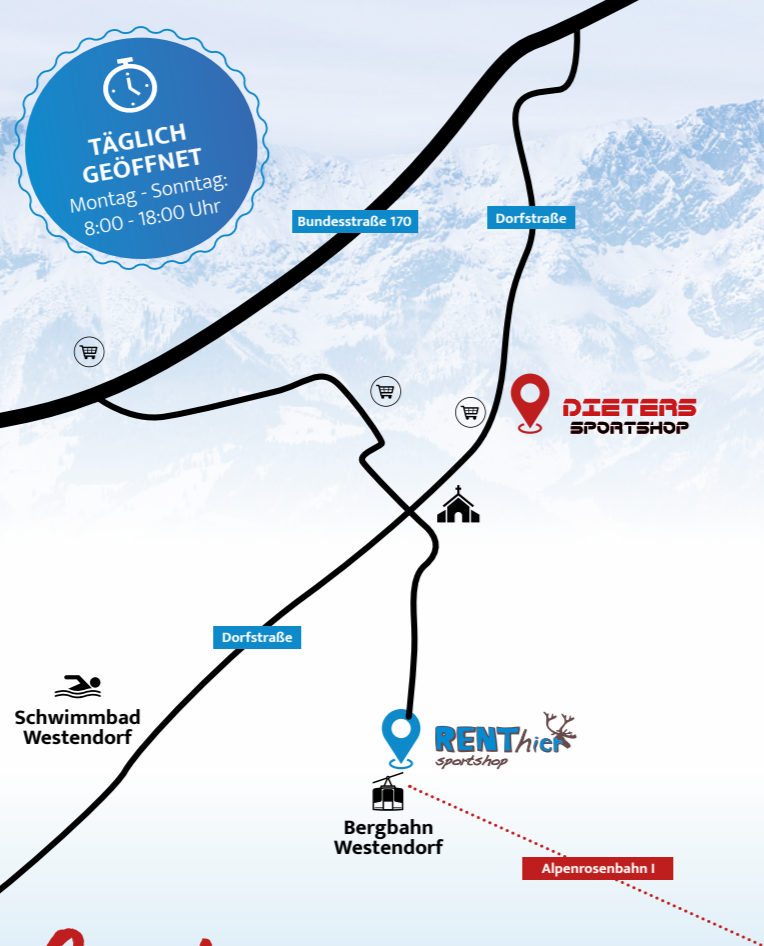 TÄGLICH
GEÖFFNET
Montag - Sonntag:
8:00 - 18:00 Uhr
Bundesstraße 170
Dorfstraße
DIETERS
SPORTSHOP
Dorfstraße
Schwimmbad
Westendorf
RENThier
sportshop
Bergbahn
Westendorf
Alpenrosenbahn I